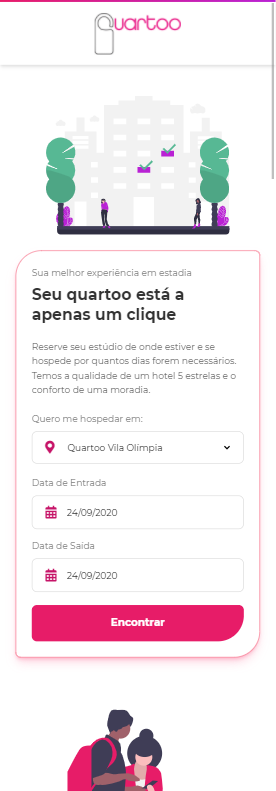 Quartoo
Sua melhor experiência em estadia
Seu quartoo está a
apenas um clique
Reserve seu estúdio de onde estiver e se
hospede por quantos dias forem necessários.
Temos a qualidade de um hotel 5 estrelas e o
conforto de uma moradia.
Quero me hospedar em:
Quartoo Vila Olímpia
Data de Entrada
24/09/2020
Data de Saída
24/09/2020
Encontrar